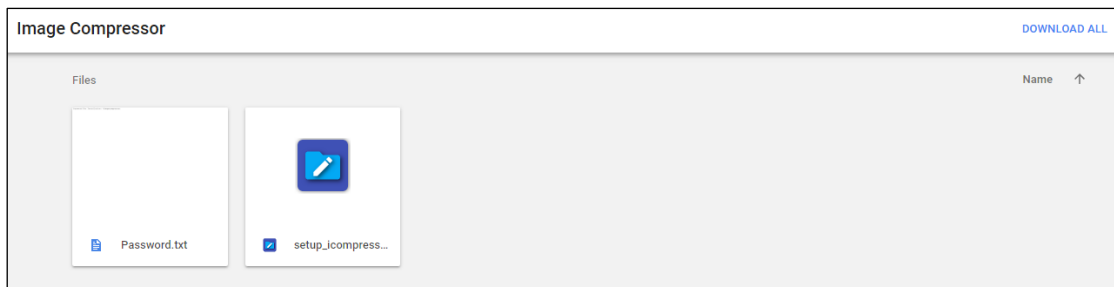 Image Compressor
DOWNLOAD ALL
Files
Name
Password.txt
setup_icompress...